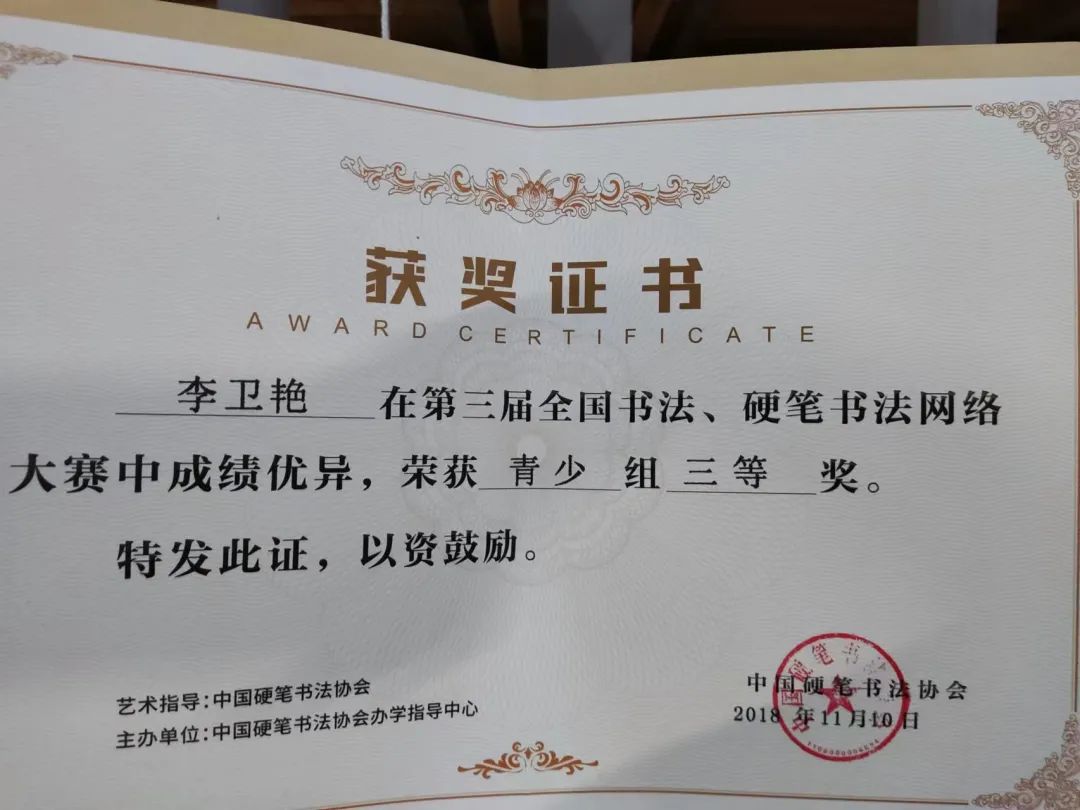 获奖证书
AWARD CERTIFICATE
李卫艳 在第三届全国书法、硬笔书法网络
大赛中成绩优异，荣获 青少 组 三等 奖。
特发此证，以资鼓励。
艺术指导：中国硬笔书法协会
主办单位：中国硬笔书法协会办学指导中心
中国硬笔书法协会
2018年11月10日